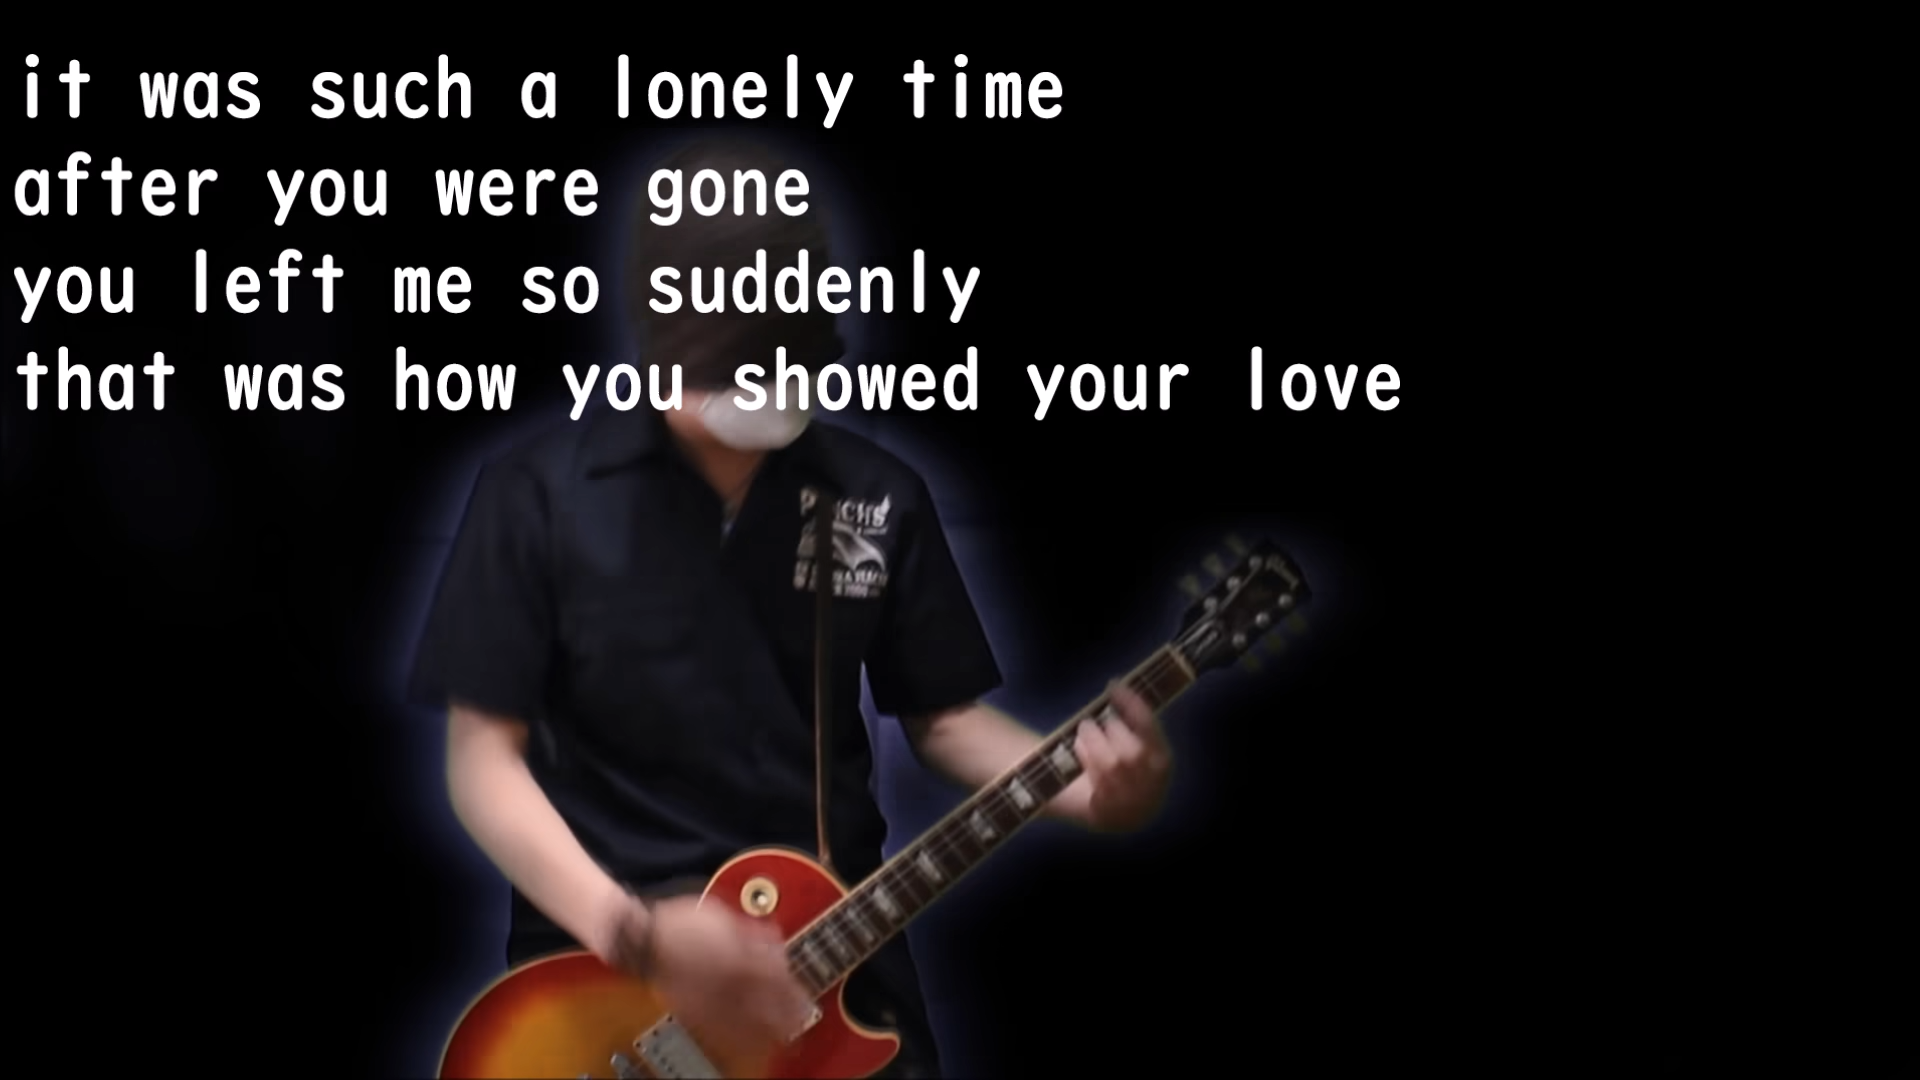 it was such a lonely time
after you were gone
you left me so suddenly
that was how you showed your love
Gibson